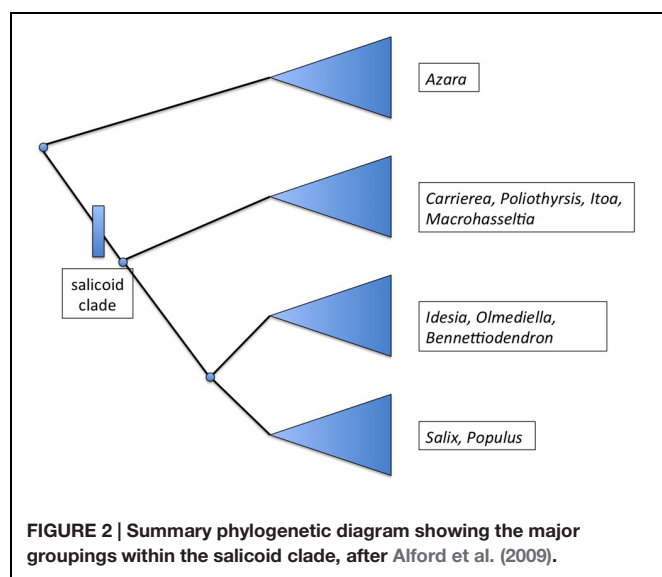 Azara
Carrierea, Poliothyrsis, Itoa,
Macrohasseltia
salicoid
clade
Idesia, Olmediella,
Bennettiodendron
Salix, Populus
FIGURE 2 | Summary phylogenetic diagram showing the major
groupings within the salicoid clade, after Alford et al. (2009).